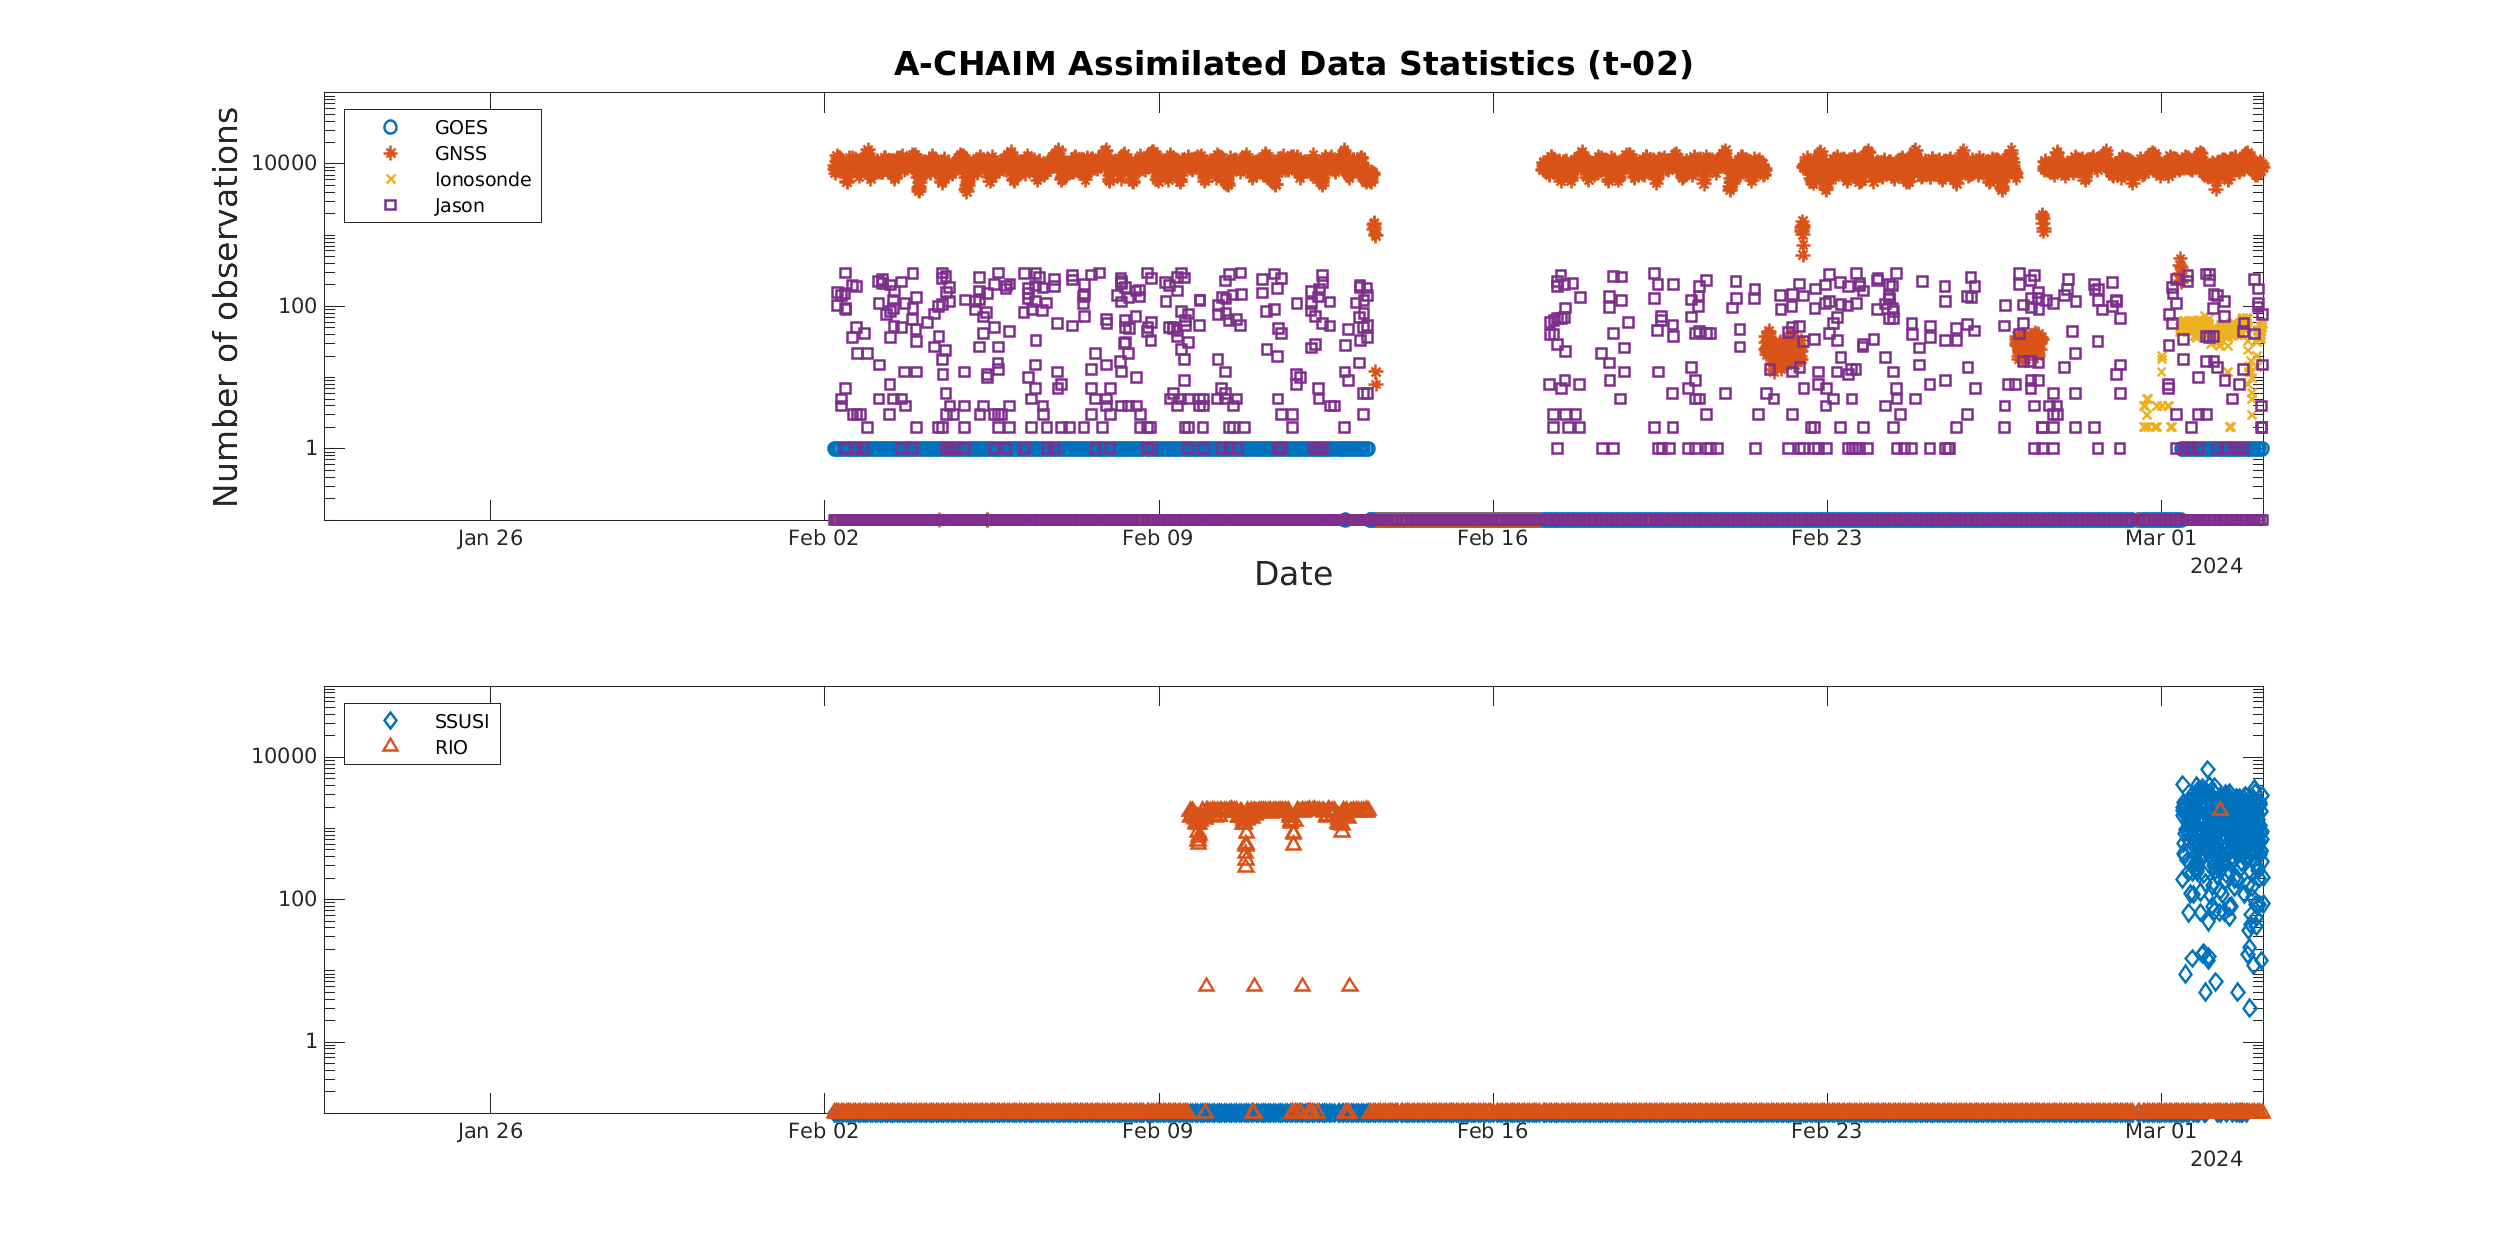 A-CHAIM Assimilated Data Statistics (t-02)
Number of observations
GOES
GNSS
Ionosonde
Jason
10000
100
1
Jan 26 Feb 02 Feb 09 Feb 16 Feb 23 Mar 01
2024
Date
SSUSI
RIO
10000
100
1
Jan 26 Feb 02 Feb 09 Feb 16 Feb 23 Mar 01
2024